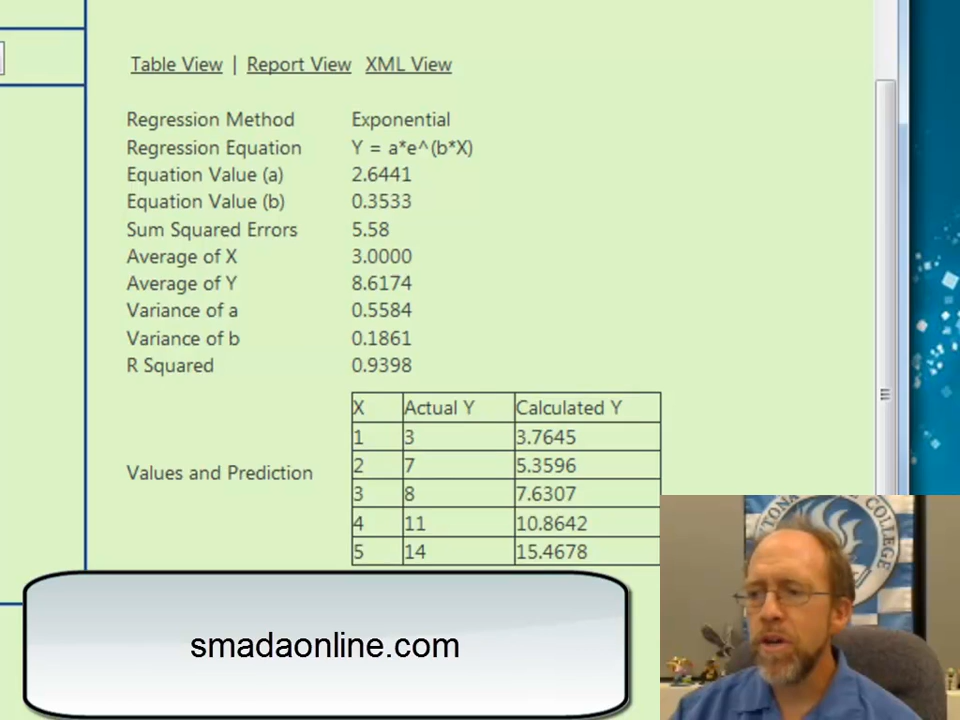 Table View | Report View XML View
Regression Method Exponential
Regression Equation Y = a*e^(b*X)
Equation Value (a) 2.6441
Equation Value (b) 0.3533
Sum Squared Errors 5.58
Average of X 3.0000
Average of Y 8.6174
Variance of a 0.5584
Variance of b 0.1861
R Squared 0.9398
X Actual Y Calculated Y
1 3 3.7645
2 7 5.3596
Values and Prediction
3 8 7.6307
4 11 10.8642
5 14 15.4678
smadaonline.com
COLLEGE